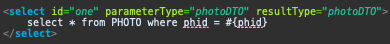 <select id="one" parameterType="photoDTO" resultType="photoDTO">
select * from PHOTO where phid = #{phid}
</select>